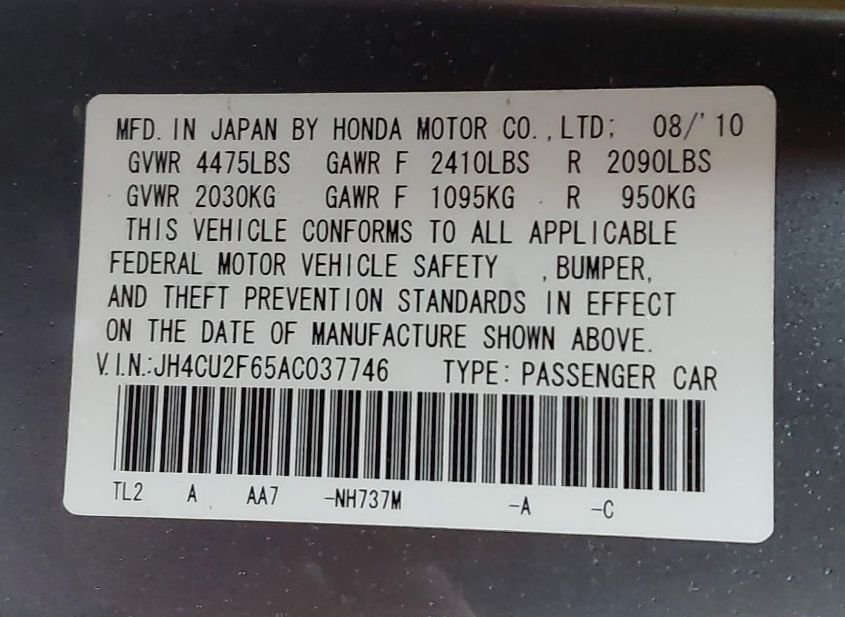 MFD. IN JAPAN BY HONDA MOTOR CO.,LTD; 08/'10
GVWR 4475LBS GAWR F 2410LBS R 2090LBS
GVWR 2030KG GAWR F 1095KG R 950KG
THIS VEHICLE CONFORMS TO ALL APPLICABLE
FEDERAL MOTOR VEHICLE SAFETY ,BUMPER,
AND THEFT PREVENTION STANDARDS IN EFFECT
ON THE DATE OF MANUFACTURE SHOWN ABOVE.
V.I.N.:JH4CU2F65AC037746 TYPE: PASSENGER CAR
TL2 A AA7 -NH737M -A -C